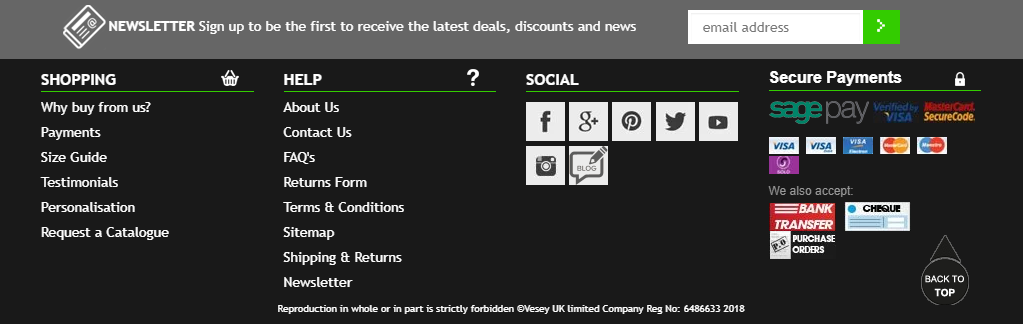 NEWSLETTER Sign up to be the first to receive the latest deals, discounts and news
email address
SHOPPING
Why buy from us?
Payments
Size Guide
Testimonials
Personalisation
Request a Catalogue
HELP
?
About Us
Contact Us
FAQ's
Returns Form
Terms & Conditions
Sitemap
Shipping & Returns
Newsletter
SOCIAL
f
g+
BLOG
Secure Payments
sage pay
Verified by
VISA
MasterCard.
SecureCode.
VISA
VISA
VISA
Electron
MasterCard
Maestro
SOLO
We also accept:
BANK
TRANSFER
CHEQUE
P.O
PURCHASE
ORDERS
BACK TO
TOP
Reproduction in whole or in part is strictly forbidden ©Vesey UK limited Company Reg No: 6486633 2018